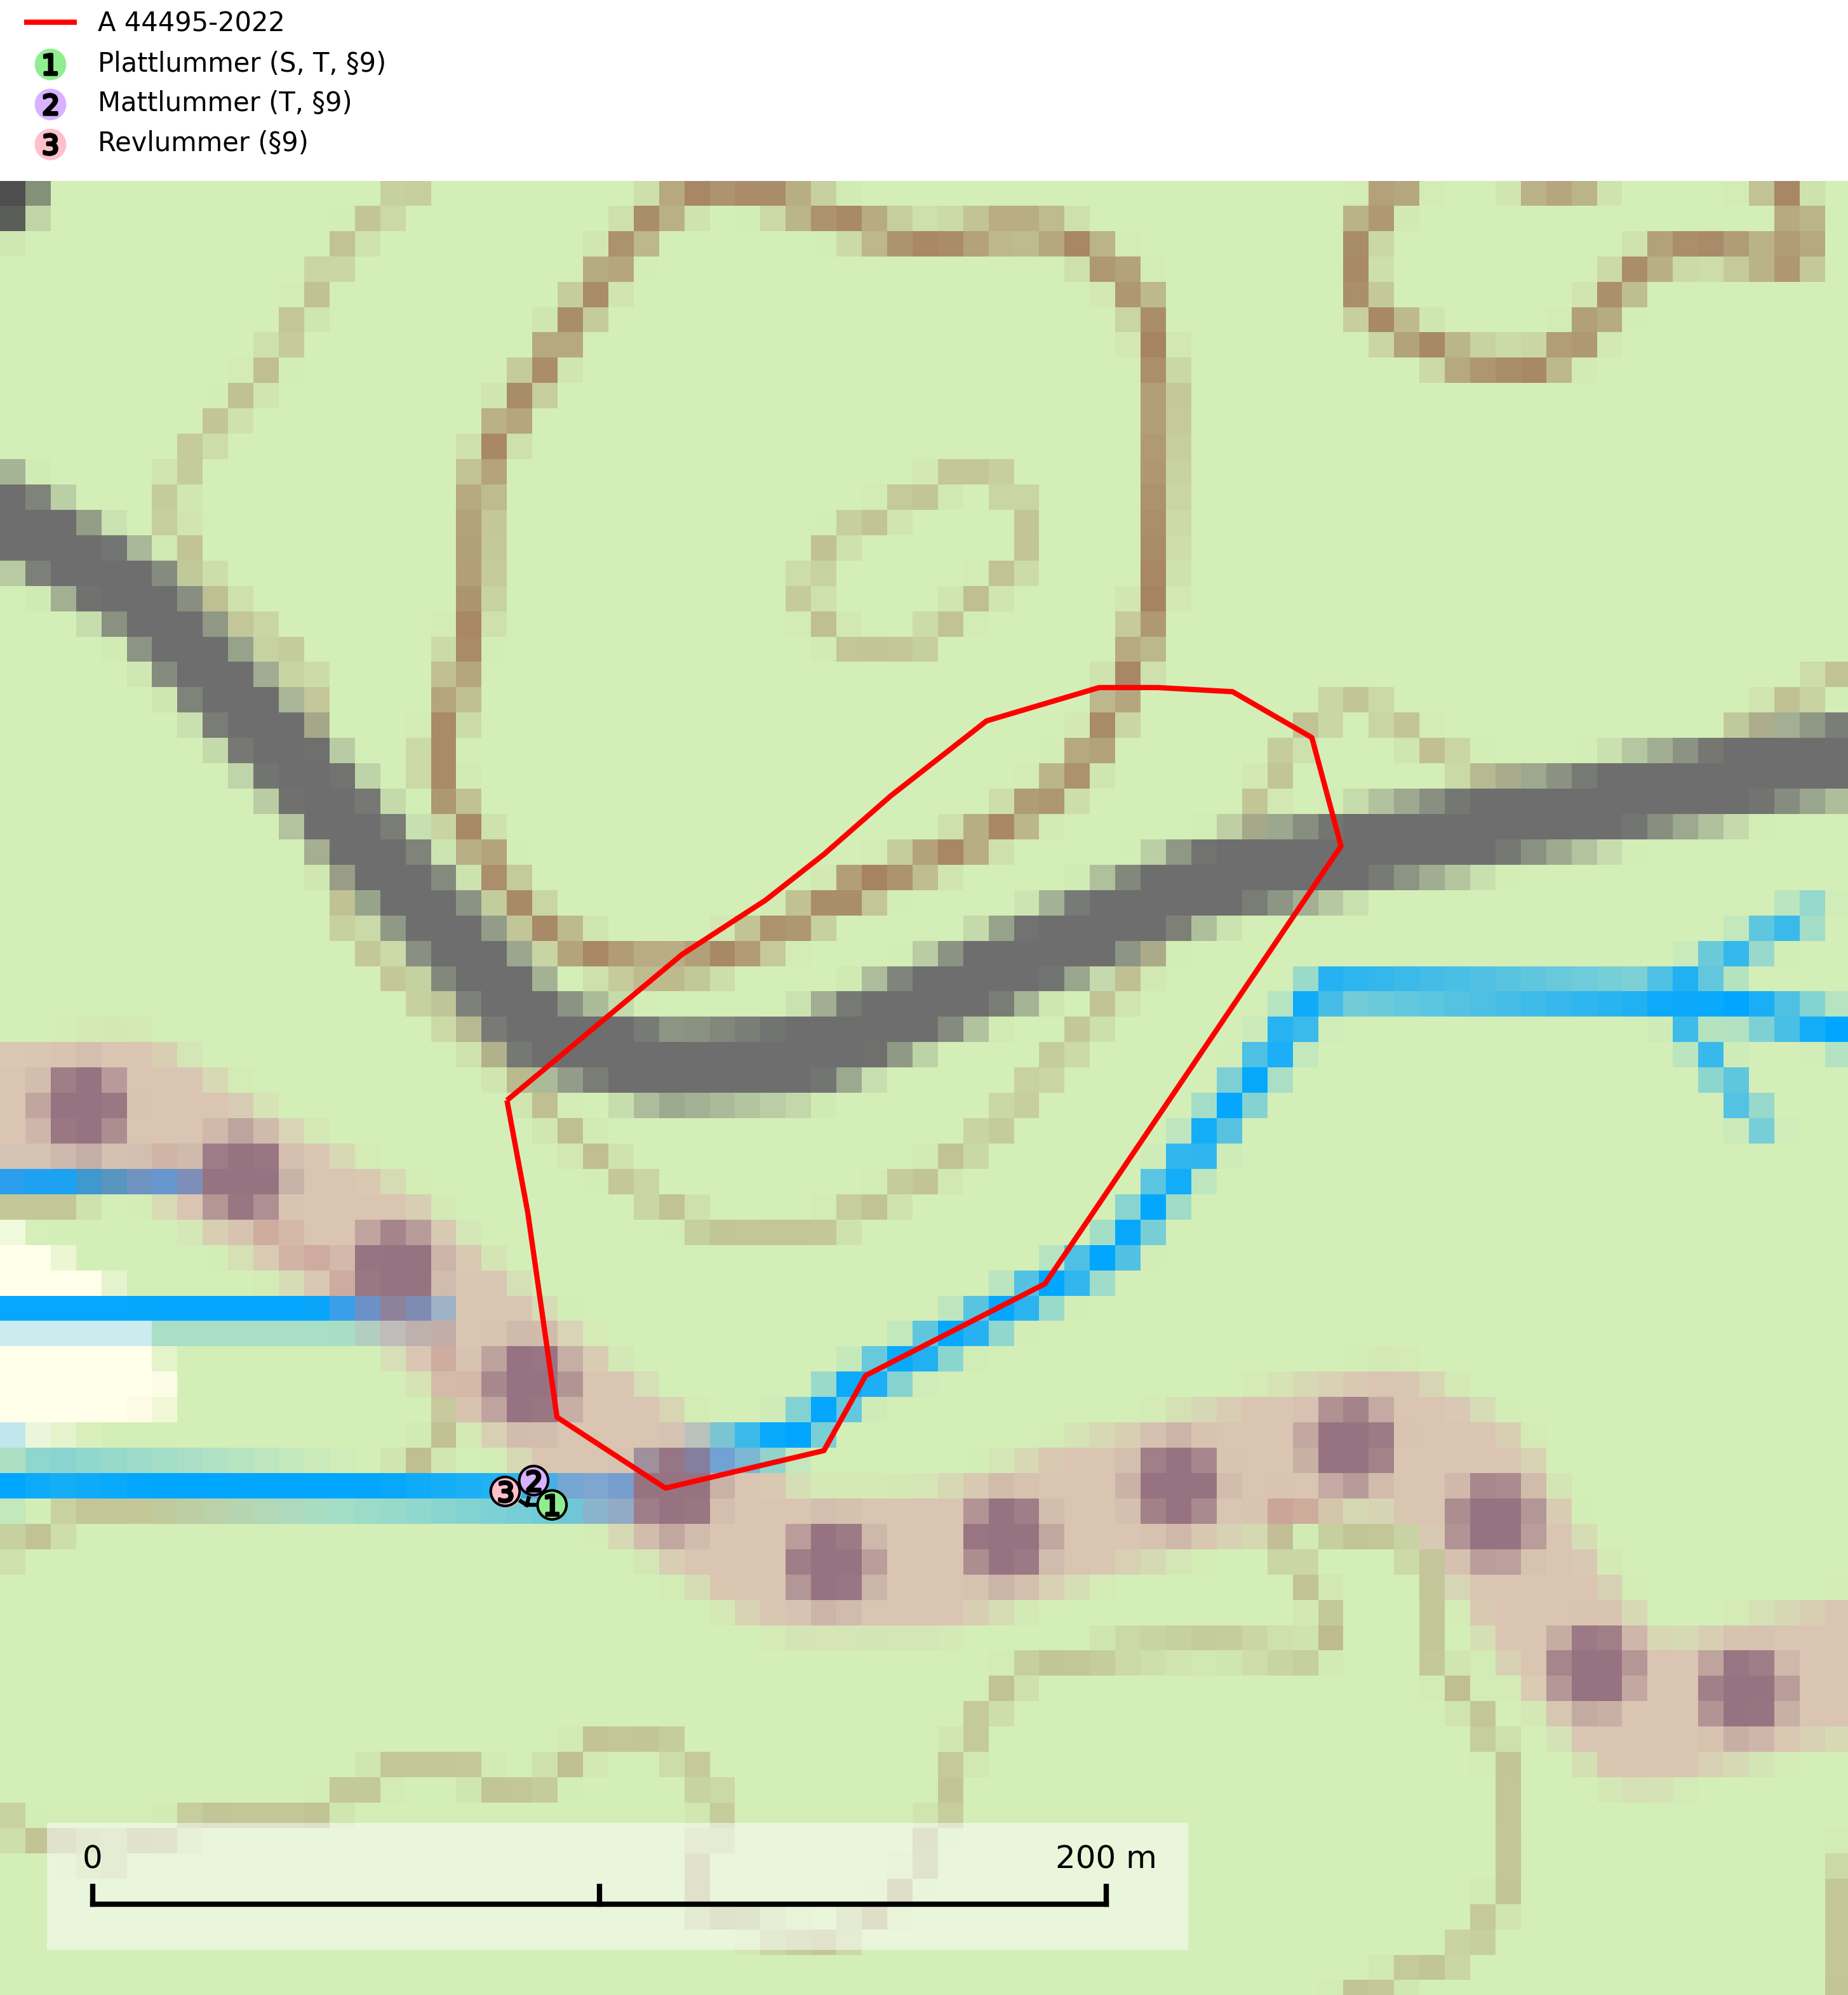 A 44495-2022
1 Plattlummer (S, T, §9)
2 Mattlummer (T, §9)
3 Revlummer (§9)
2
3
1
0 200 m